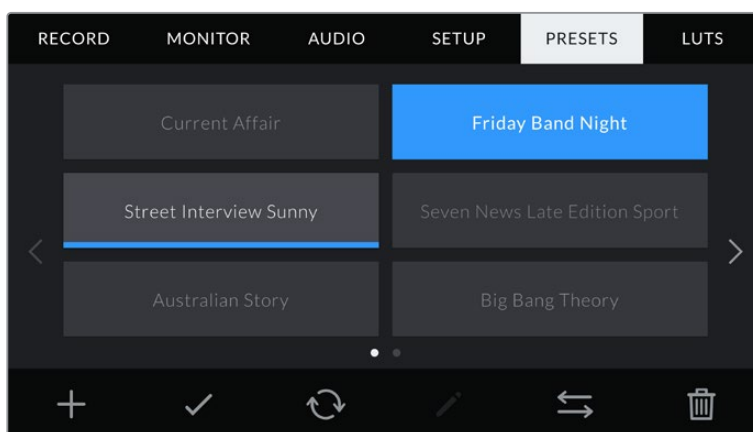 RECORD MONITOR AUDIO SETUP PRESETS LUTS
Current Affair Friday Band Night
Street Interview Sunny Seven News Late Edition Sport
Australian Story Big Bang Theory